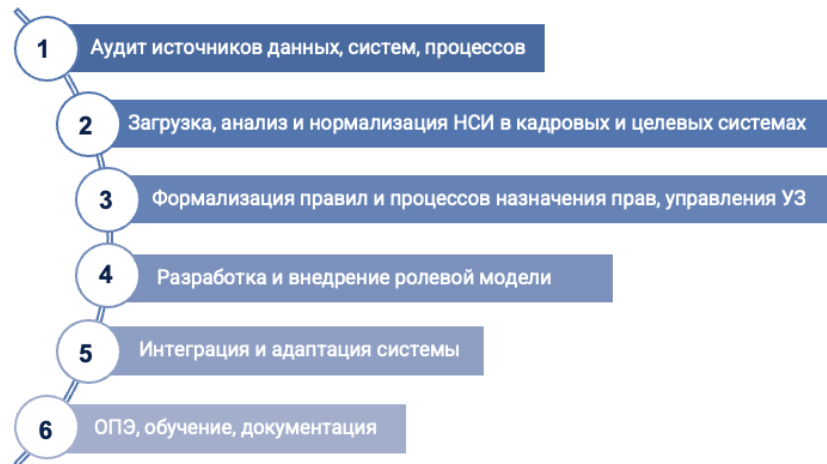 1 Аудит источников данных, систем, процессов
2 Загрузка, анализ и нормализация НСИ в кадровых и целевых системах
3 Формализация правил и процессов назначения прав, управления УЗ
4 Разработка и внедрение ролевой модели
5 Интеграция и адаптация системы
6 ОПЭ, обучение, документация